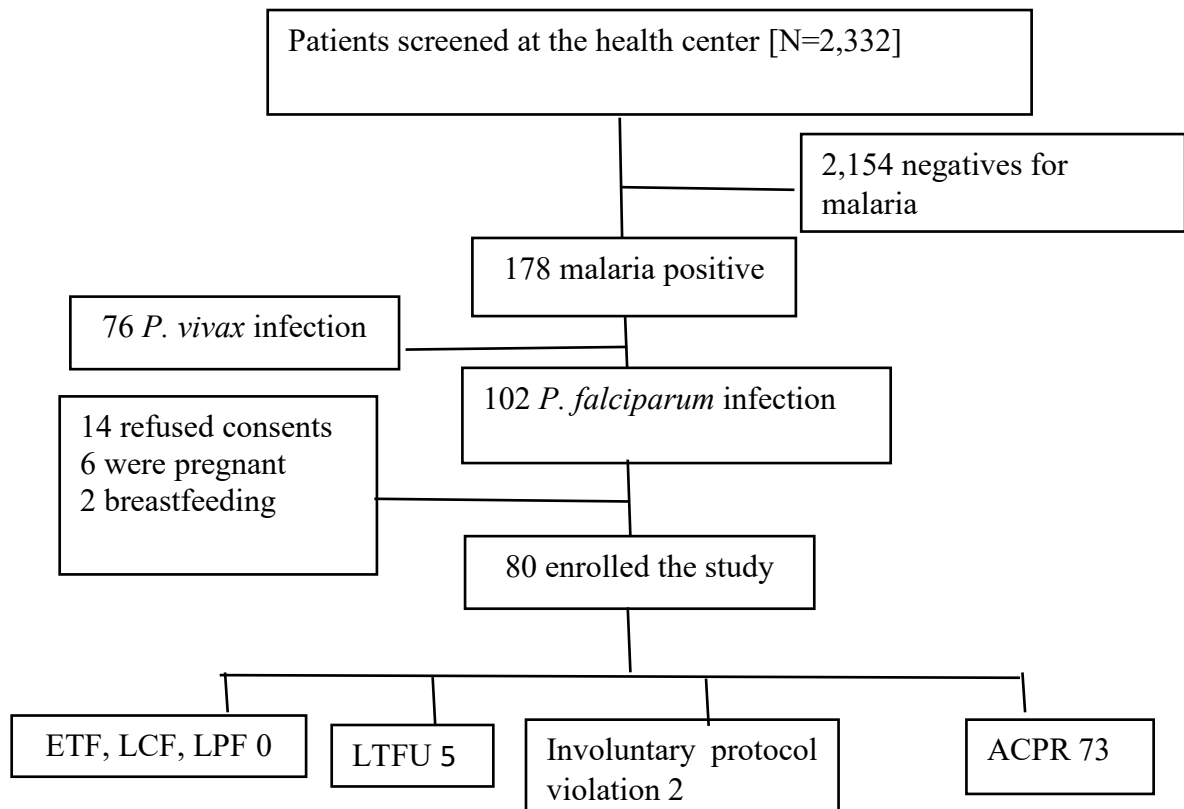 Patients screened at the health center [N=2,332]
2,154 negatives for
malaria
178 malaria positive
76 P. vivax infection
102 P. falciparum infection
14 refused consents
6 were pregnant
2 breastfeeding
80 enrolled the study
ETF, LCF, LPF 0
LTFU 5
Involuntary protocol
violation 2
ACPR 73